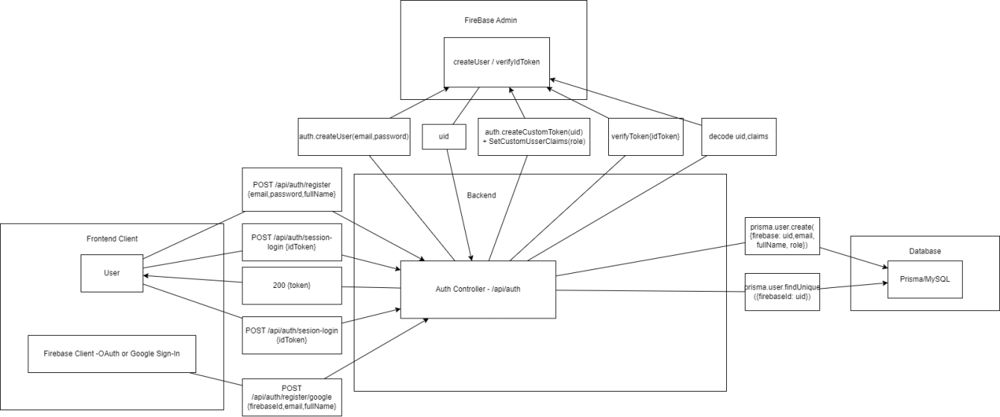 FireBase Admin
createUser / verifyIdToken
auth.createUser(email,password)
uid
auth.createCustomToken(uid)
+ SetCustomUsserClaims(role)
verifyToken{idToken}
decode uid,claims
POST /api/auth/register
{email,password,fullName}
Backend
Frontend Client
User
POST /api/auth/session-
login {idToken}
200 {token}
POST /api/auth/sesion-login
{idToken}
Firebase Client -OAuth or Google Sign-In
POST
/api/auth/register/google
{firebaseId,email,fullName}
Auth Controller - /api/auth
prisma.user.create(
{firebase: uid,email,
fullName, role})
prisma.user.findUnique
({firebaseId: uid})
Database
Prisma/MySQL